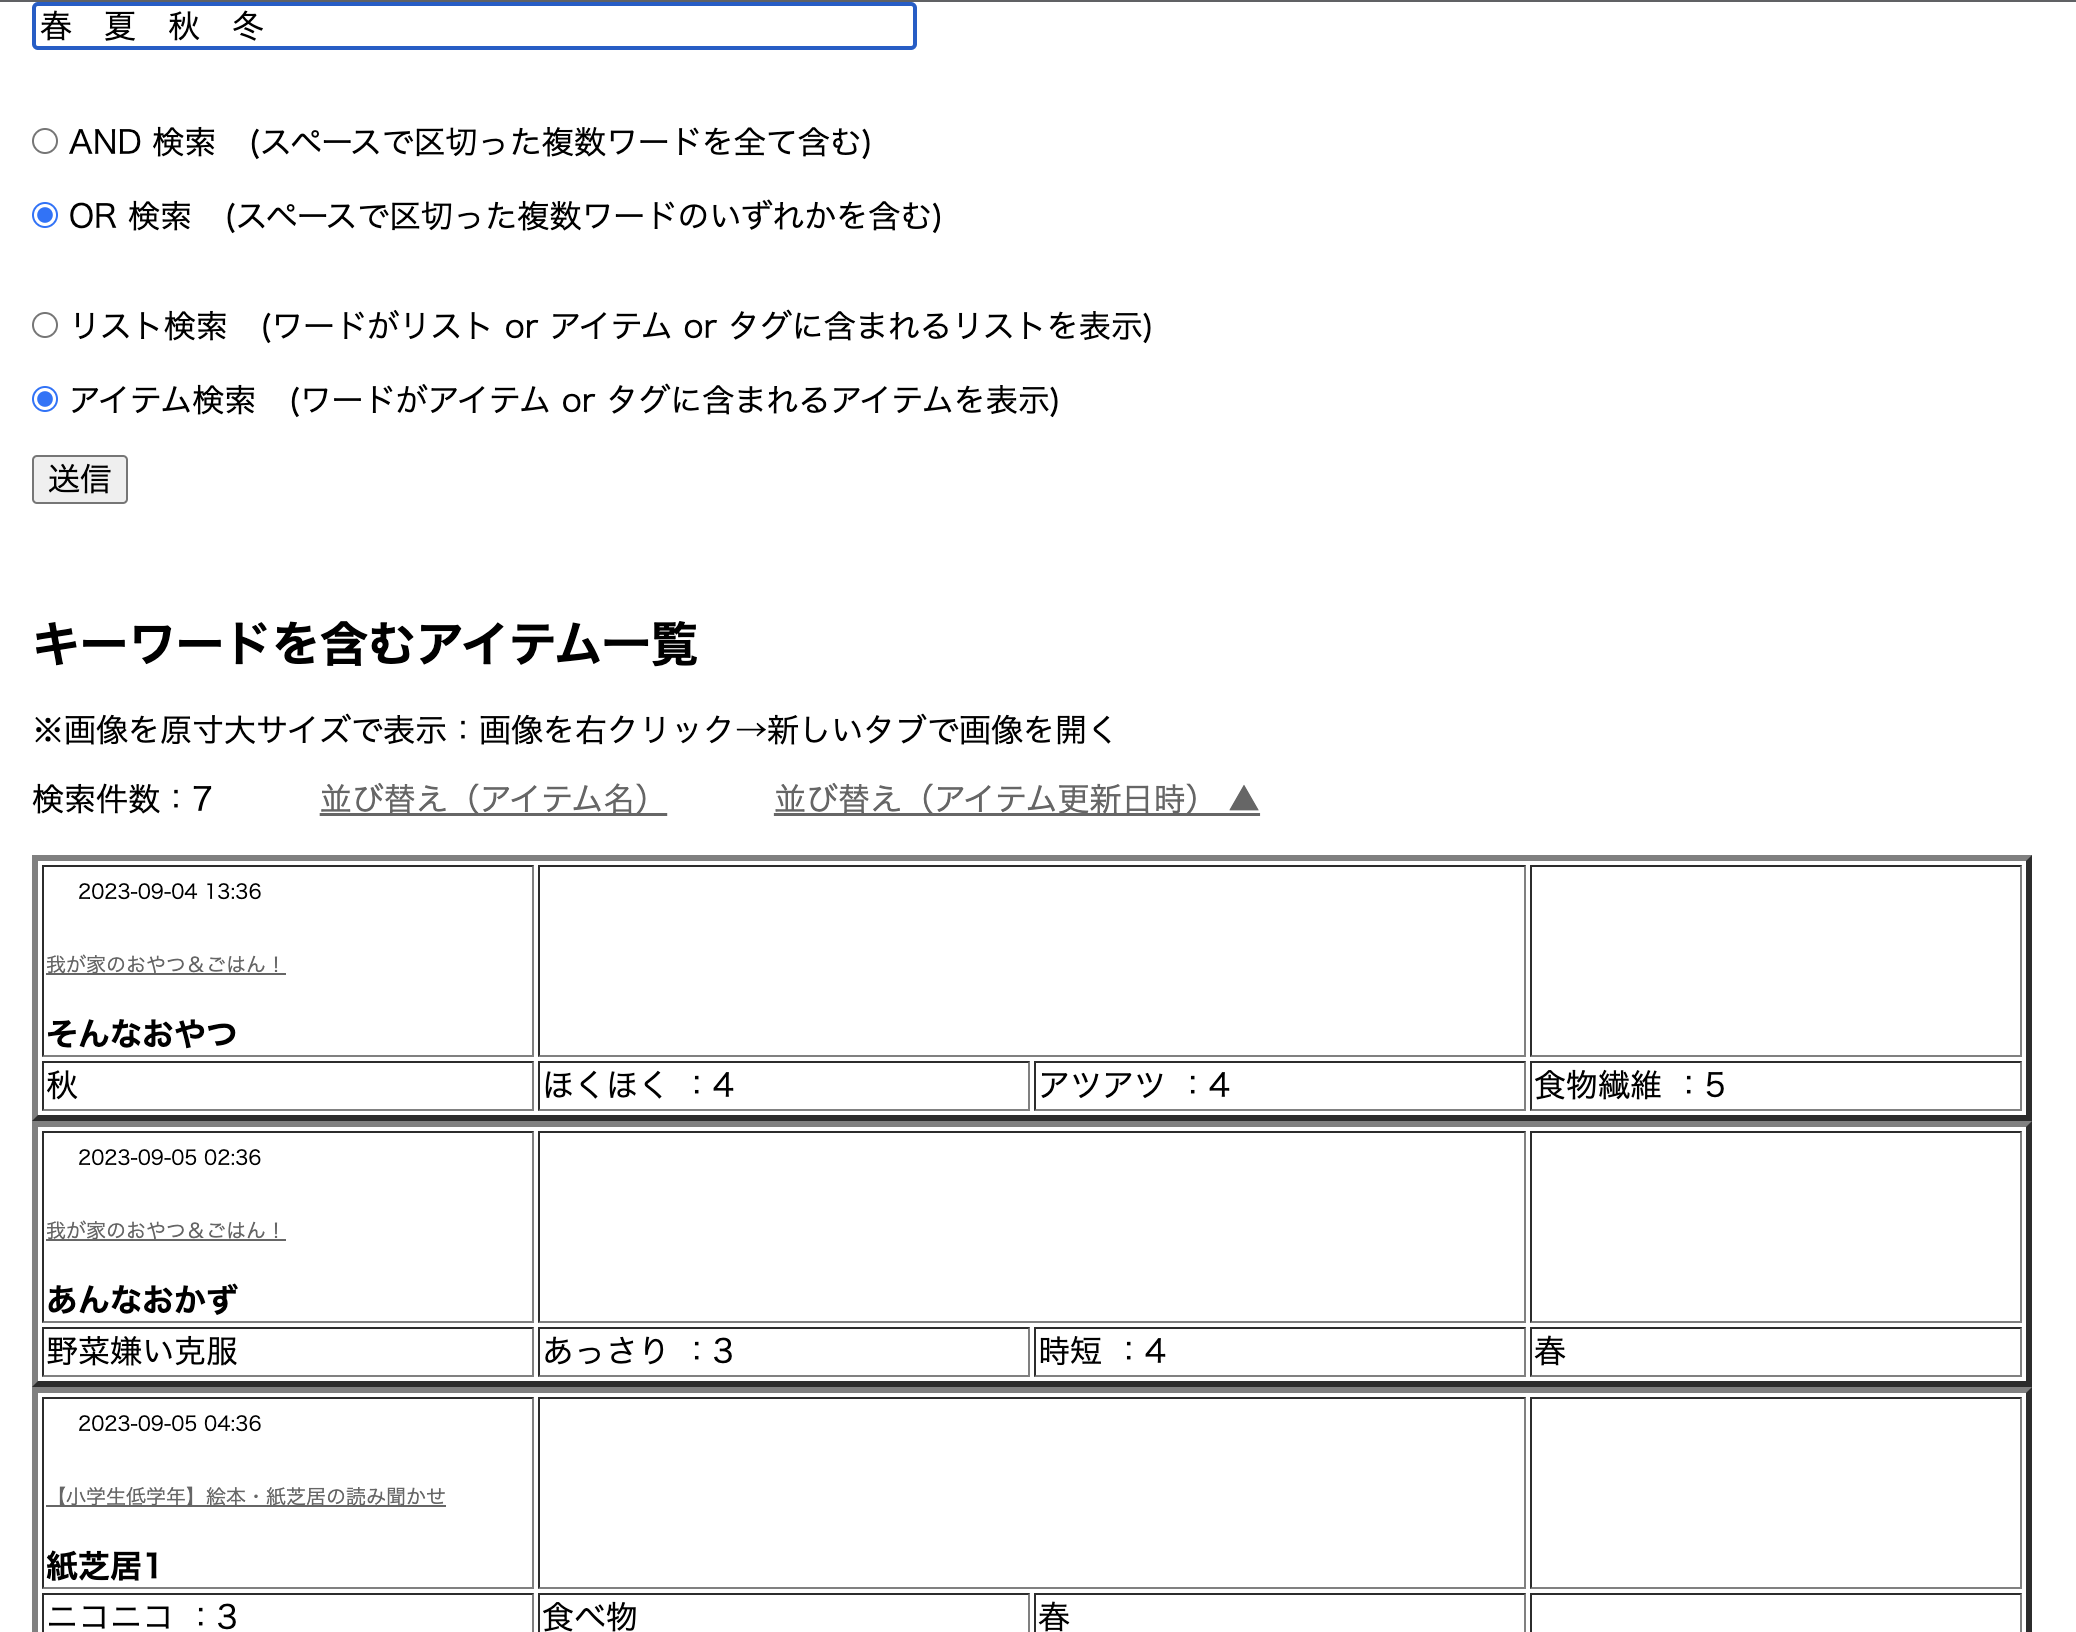 春　夏　秋　冬
AND 検索　(スペースで区切った複数ワードを全て含む)
OR 検索　(スペースで区切った複数ワードのいずれかを含む)
リスト検索　(ワードがリスト or アイテム or タグに含まれるリストを表示)
アイテム検索　(ワードがアイテム or タグに含まれるアイテムを表示)
送信
キーワードを含むアイテム一覧
※画像を原寸大サイズで表示：画像を右クリック→新しいタブで画像を開く
検索件数：7　並び替え（アイテム名）　並び替え（アイテム更新日時） ▲
2023-09-04 13:36
我が家のおやつ＆ごはん！
そんなおやつ
秋　ほくほく ：4　アツアツ ：4　食物繊維 ：5
2023-09-05 02:36
我が家のおやつ＆ごはん！
あんなおかず
野菜嫌い克服　あっさり ：3　時短 ：4　春
2023-09-05 04:36
【小学生低学年】絵本・紙芝居の読み聞かせ
紙芝居1
ニコニコ ：3　食べ物　春